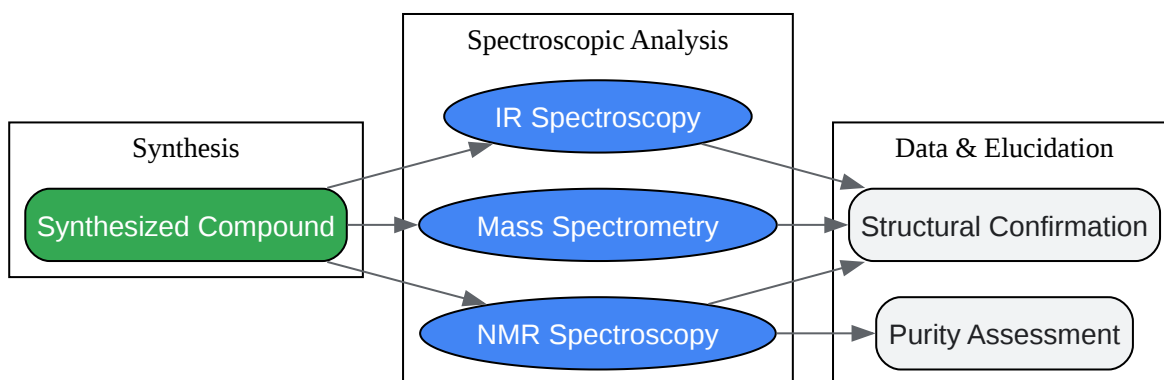 Synthesis
Synthesized Compound
Spectroscopic Analysis
IR Spectroscopy
Mass Spectrometry
NMR Spectroscopy
Data & Elucidation
Structural Confirmation
Purity Assessment